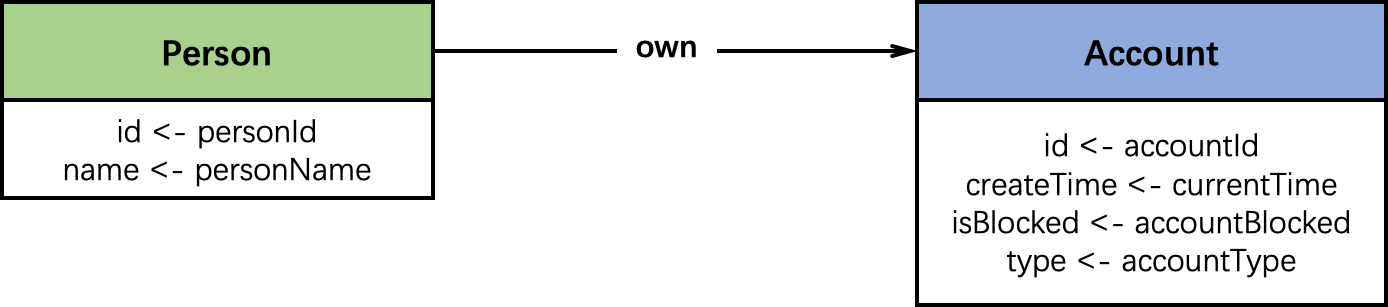 Person
id <- personId
name <- personName
own
Account
id <- accountId
createTime <- currentTime
isBlocked <- accountBlocked
type <- accountType